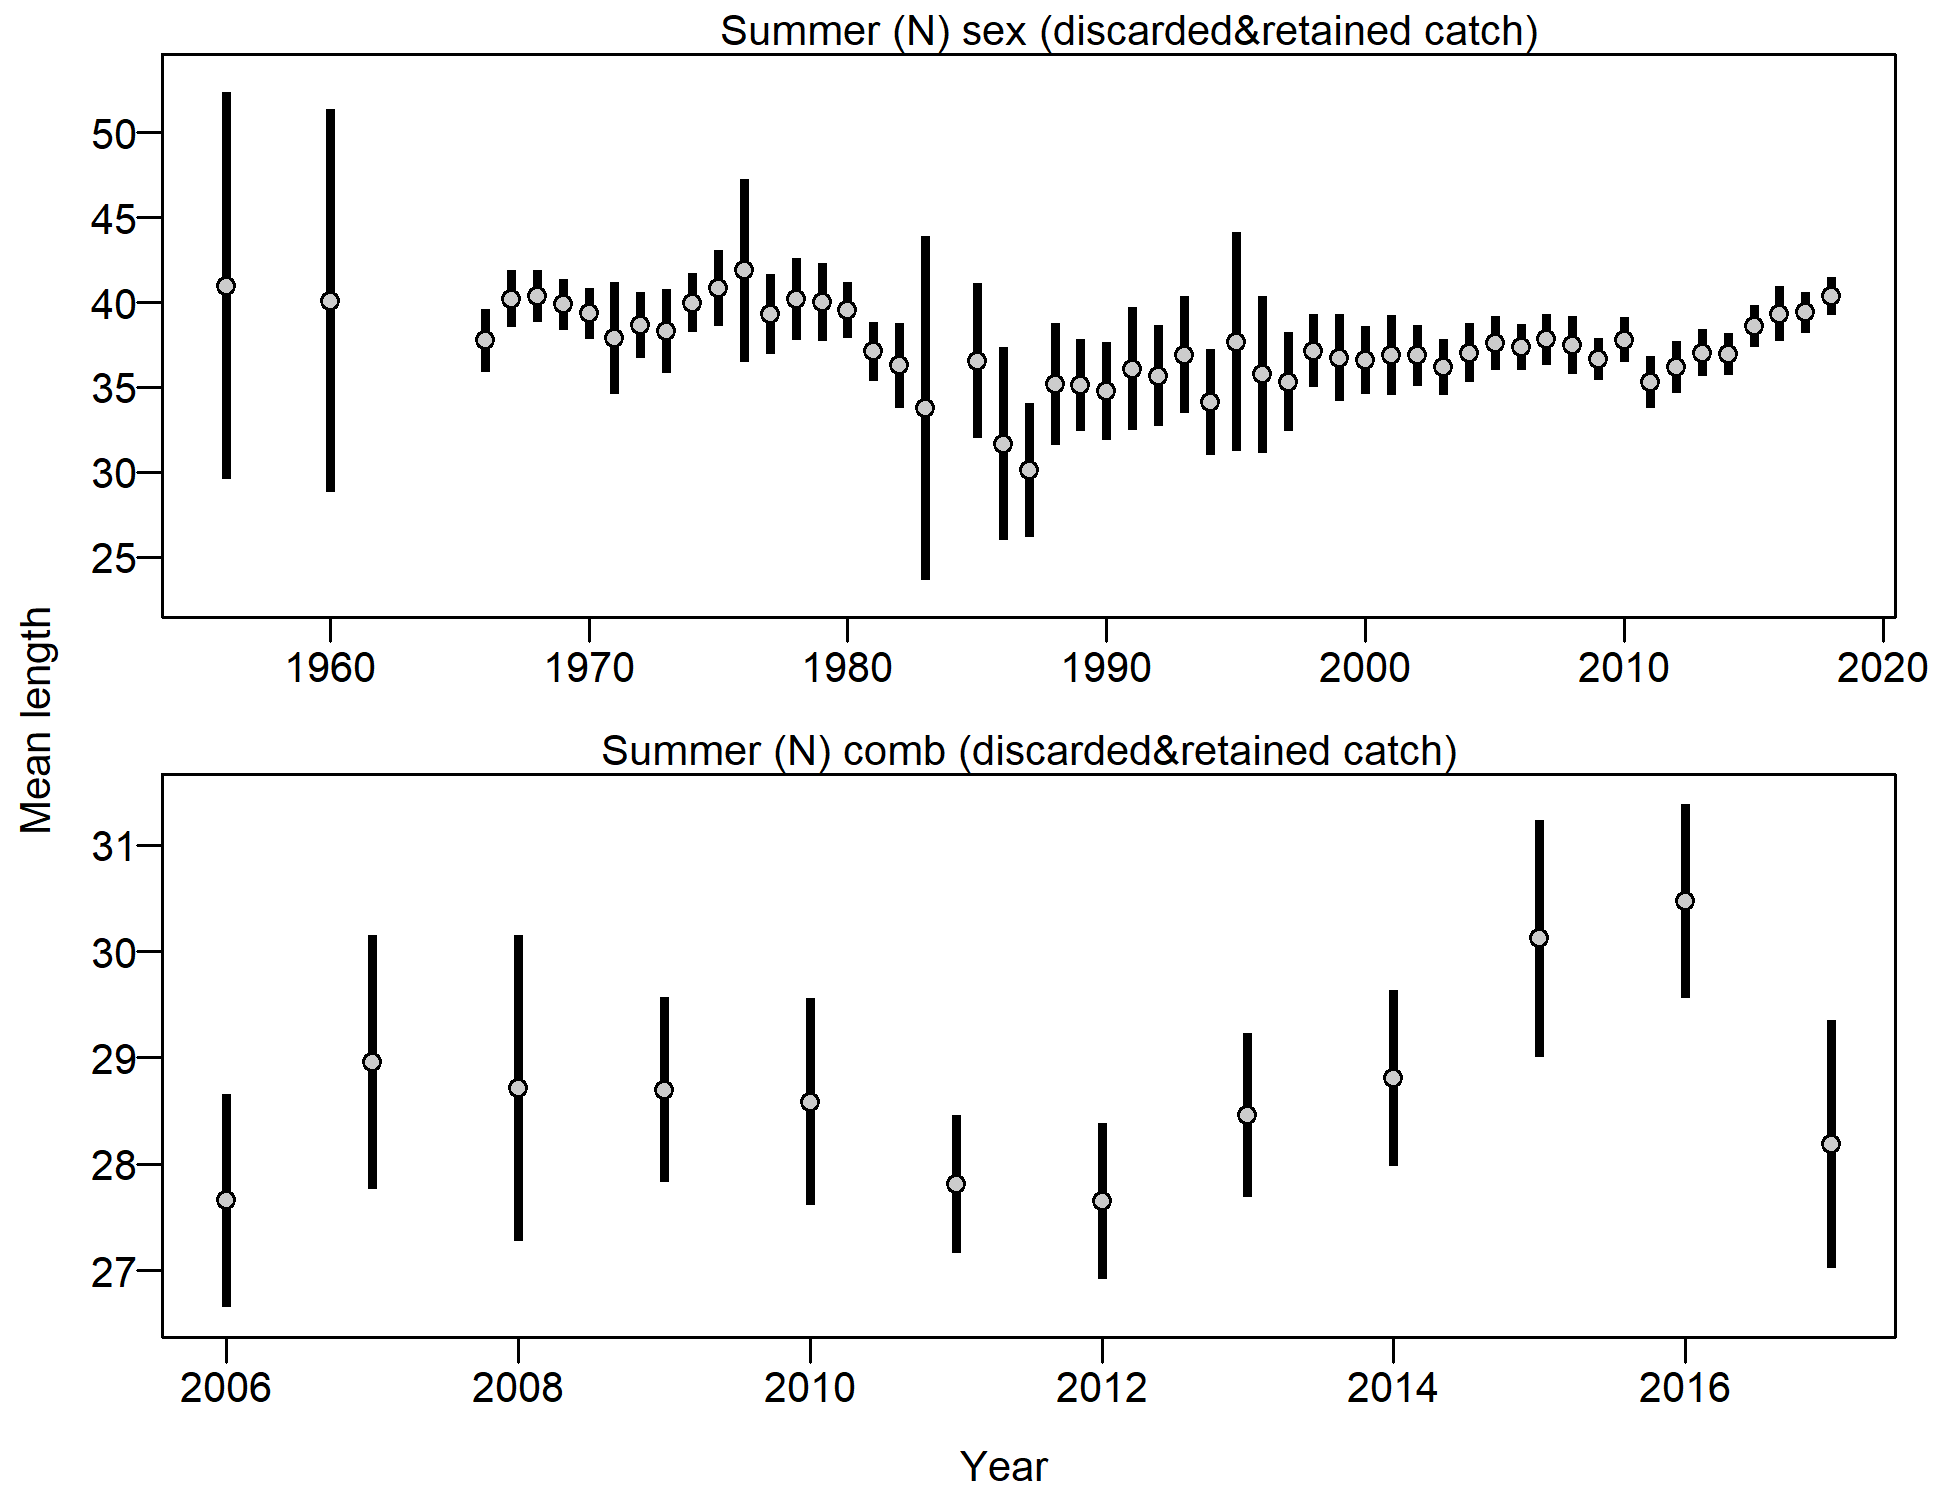 Summer (N) sex (discarded&retained catch)
50
45
40
35
30
25
1960 1970 1980 1990 2000 2010 2020
Mean length
Summer (N) comb (discarded&retained catch)
31
30
29
28
27
2006 2008 2010 2012 2014 2016
Year